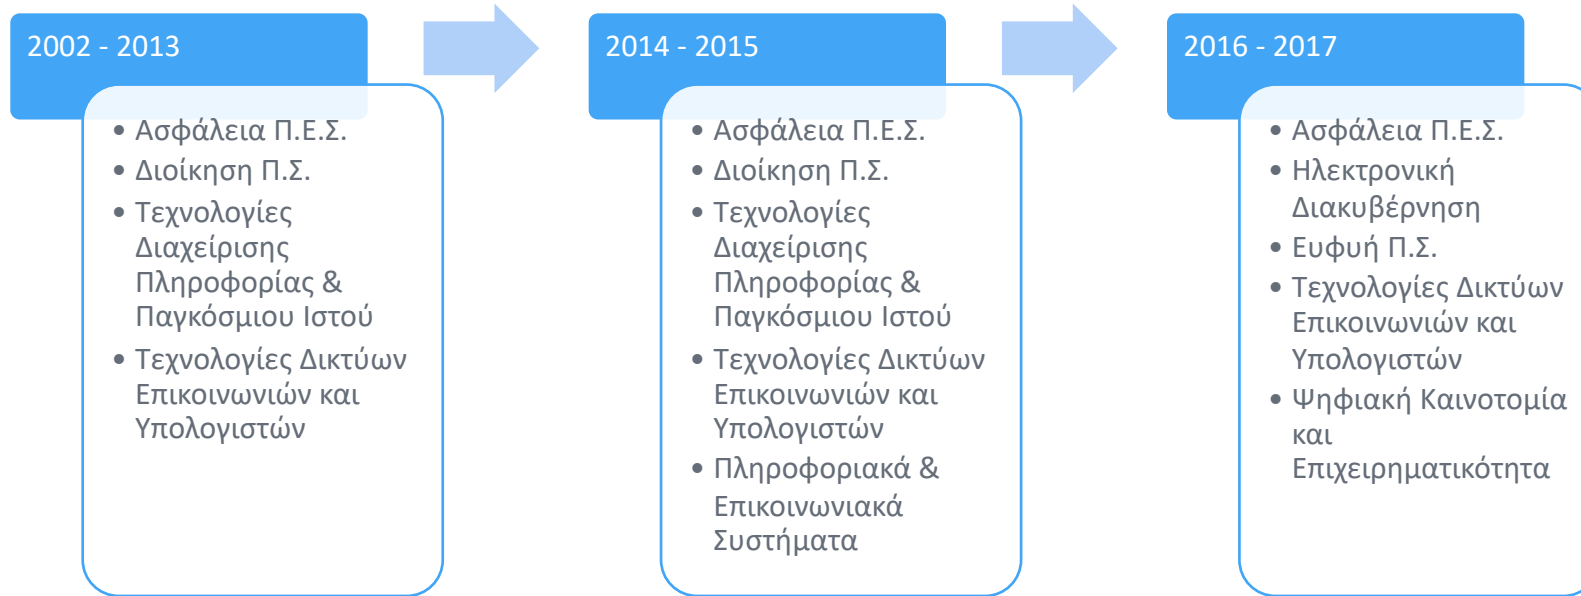 2002 - 2013
• Ασφάλεια Π.Ε.Σ.
• Διοίκηση Π.Σ.
• Τεχνολογίες
Διαχείρισης
Πληροφορίας &
Παγκόσμιου Ιστού
• Τεχνολογίες Δικτύων
Επικοινωνιών και
Υπολογιστών
2014 - 2015
• Ασφάλεια Π.Ε.Σ.
• Διοίκηση Π.Σ.
• Τεχνολογίες
Διαχείρισης
Πληροφορίας &
Παγκόσμιου Ιστού
• Τεχνολογίες Δικτύων
Επικοινωνιών και
Υπολογιστών
• Πληροφοριακά &
Επικοινωνιακά
Συστήματα
2016 - 2017
• Ασφάλεια Π.Ε.Σ.
• Ηλεκτρονική
Διακυβέρνηση
• Ευφυή Π.Σ.
• Τεχνολογίες Δικτύων
Επικοινωνιών και
Υπολογιστών
• Ψηφιακή Καινοτομία
και
Επιχειρηματικότητα